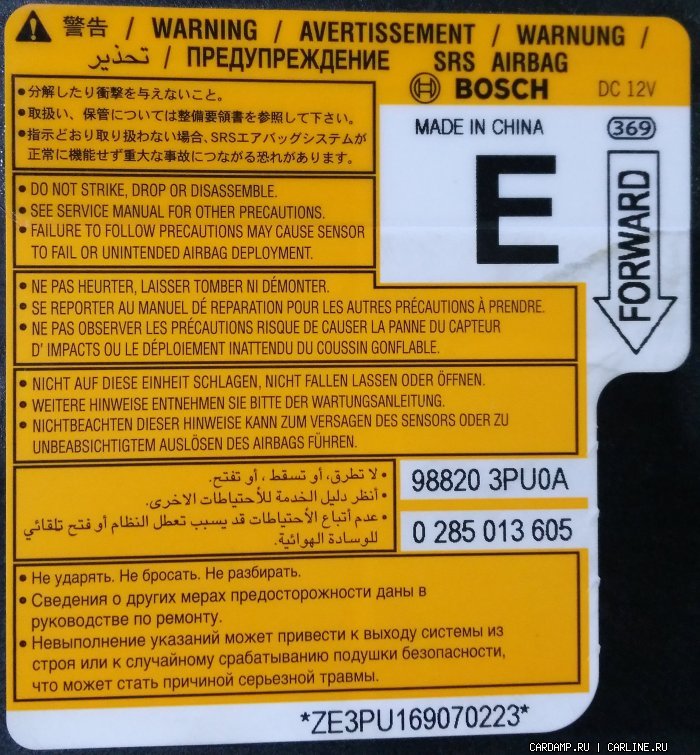 警告 / WARNING / AVERTISSEMENT / WARNUNG /
تحذير / ПРЕДУПРЕЖДЕНИЕ SRS AIRBAG
BOSCH DC 12V
MADE IN CHINA 369
E
FORWARD
•分解したり衝撃を与えないこと。
•取扱い、保管については整備要領書を参照して下さい。
•指示どおり取り扱わない場合、SRSエアバッグシステムが
正常に機能せず重大な事故につながる恐れがあります。
• DO NOT STRIKE, DROP OR DISASSEMBLE.
• SEE SERVICE MANUAL FOR OTHER PRECAUTIONS.
• FAILURE TO FOLLOW PRECAUTIONS MAY CAUSE SENSOR
TO FAIL OR UNINTENDED AIRBAG DEPLOYMENT.
• NE PAS HEURTER, LAISSER TOMBER NI DÉMONTER.
• SE REPORTER AU MANUEL DÉ REPARATION POUR LES AUTRES PRÉCAUTIONS À PRENDRE.
• NE PAS OBSERVER LES PRÉCAUTIONS RISQUE DE CAUSER LA PANNE DU CAPTEUR
D' IMPACTS OU LE DÉPLOIEMENT INATTENDU DU COUSSIN GONFLABLE.
• NICHT AUF DIESE EINHEIT SCHLAGEN, NICHT FALLEN LASSEN ODER ÖFFNEN.
• WEITERE HINWEISE ENTNEHMEN SIE BITTE DER WARTUNGSANLEITUNG.
• NICHTBEACHTEN DIESER HINWEISE KANN ZUM VERSAGEN DES SENSORS ODER ZU
UNBEABSICHTIGTEM AUSLÖSEN DES AIRBAGS FÜHREN.
• لا تطرق، أو تسقط ، أو تفتح.
• أنظر دليل الخدمة للأحتياطات الاخرى.
• عدم أتباع الأحتياطات قد يسبب تعطل النظام أو فتح تلقائي
للوسادة الهوائية.
98820 3PU0A
0 285 013 605
• Не ударять. Не бросать. Не разбирать.
• Сведения о других мерах предосторожности даны в
руководстве по ремонту.
• Невыполнение указаний может привести к выходу системы из
строя или к случайному срабатыванию подушки безопасности,
что может стать причиной серьезной травмы.
*ZE3PU169070223*
CARDAMP.RU | CARLINE.RU